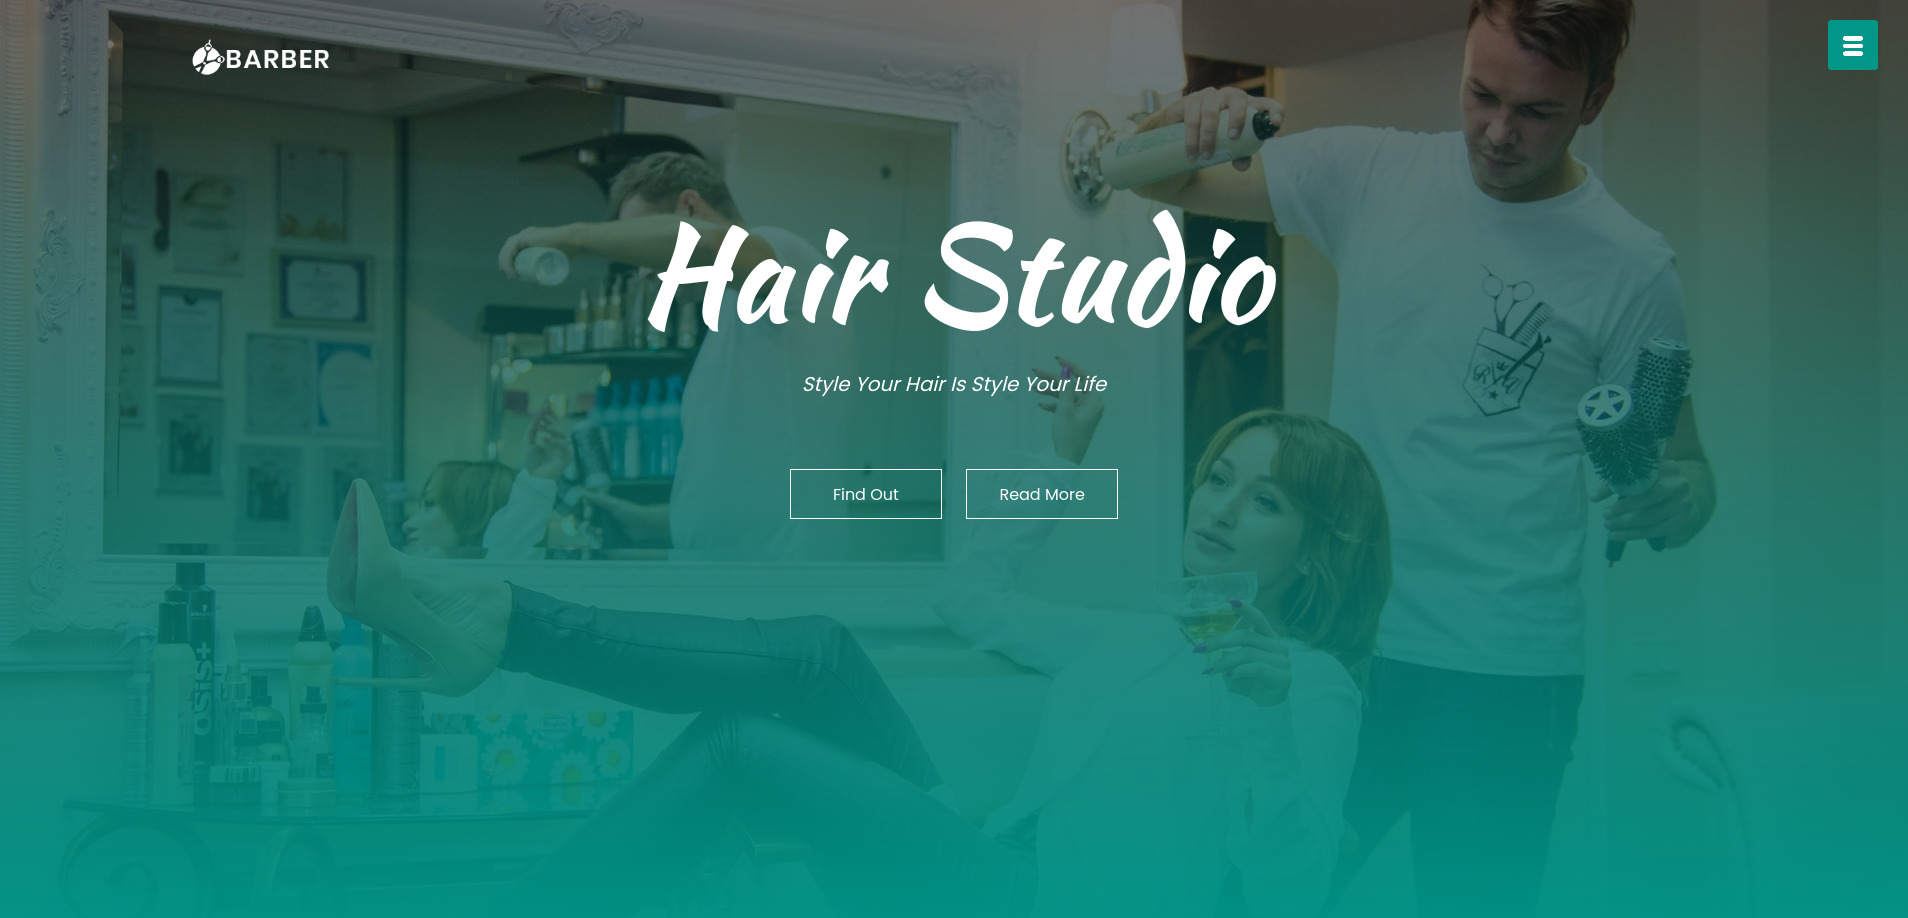 BARBER
Hair Studio
Style Your Hair Is Style Your Life
Find Out
Read More
OSiS+